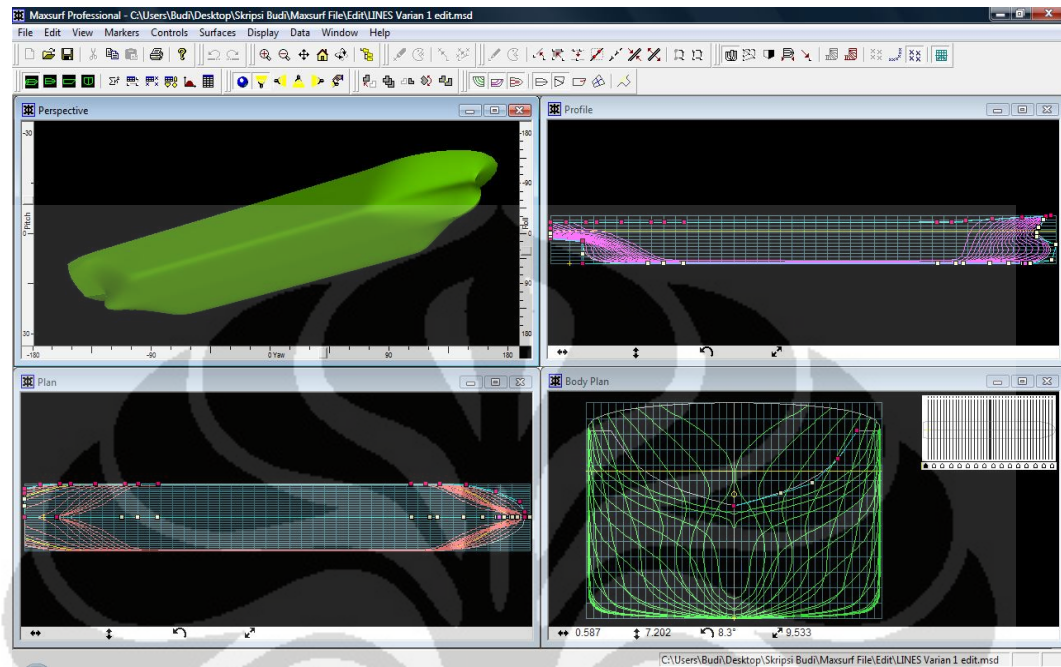 Maxsurf Professional - C:\Users\Budi\Desktop\Skripsi Budi\Maxsurf File\Edit\LINES Varian 1 edit.msd
File Edit View Markers Controls Surfaces Display Data Window Help
Perspective
Profile
-30
-180
-90
Pitch
0
Roll
0
90
30
180
-180 -90 0 Yaw 90 180
Plan
Body Plan
0.587 7.202 8.3° 9.533
C:\Users\Budi\Desktop\Skripsi Budi\Maxsurf File\Edit\LINES Varian 1 edit.msd